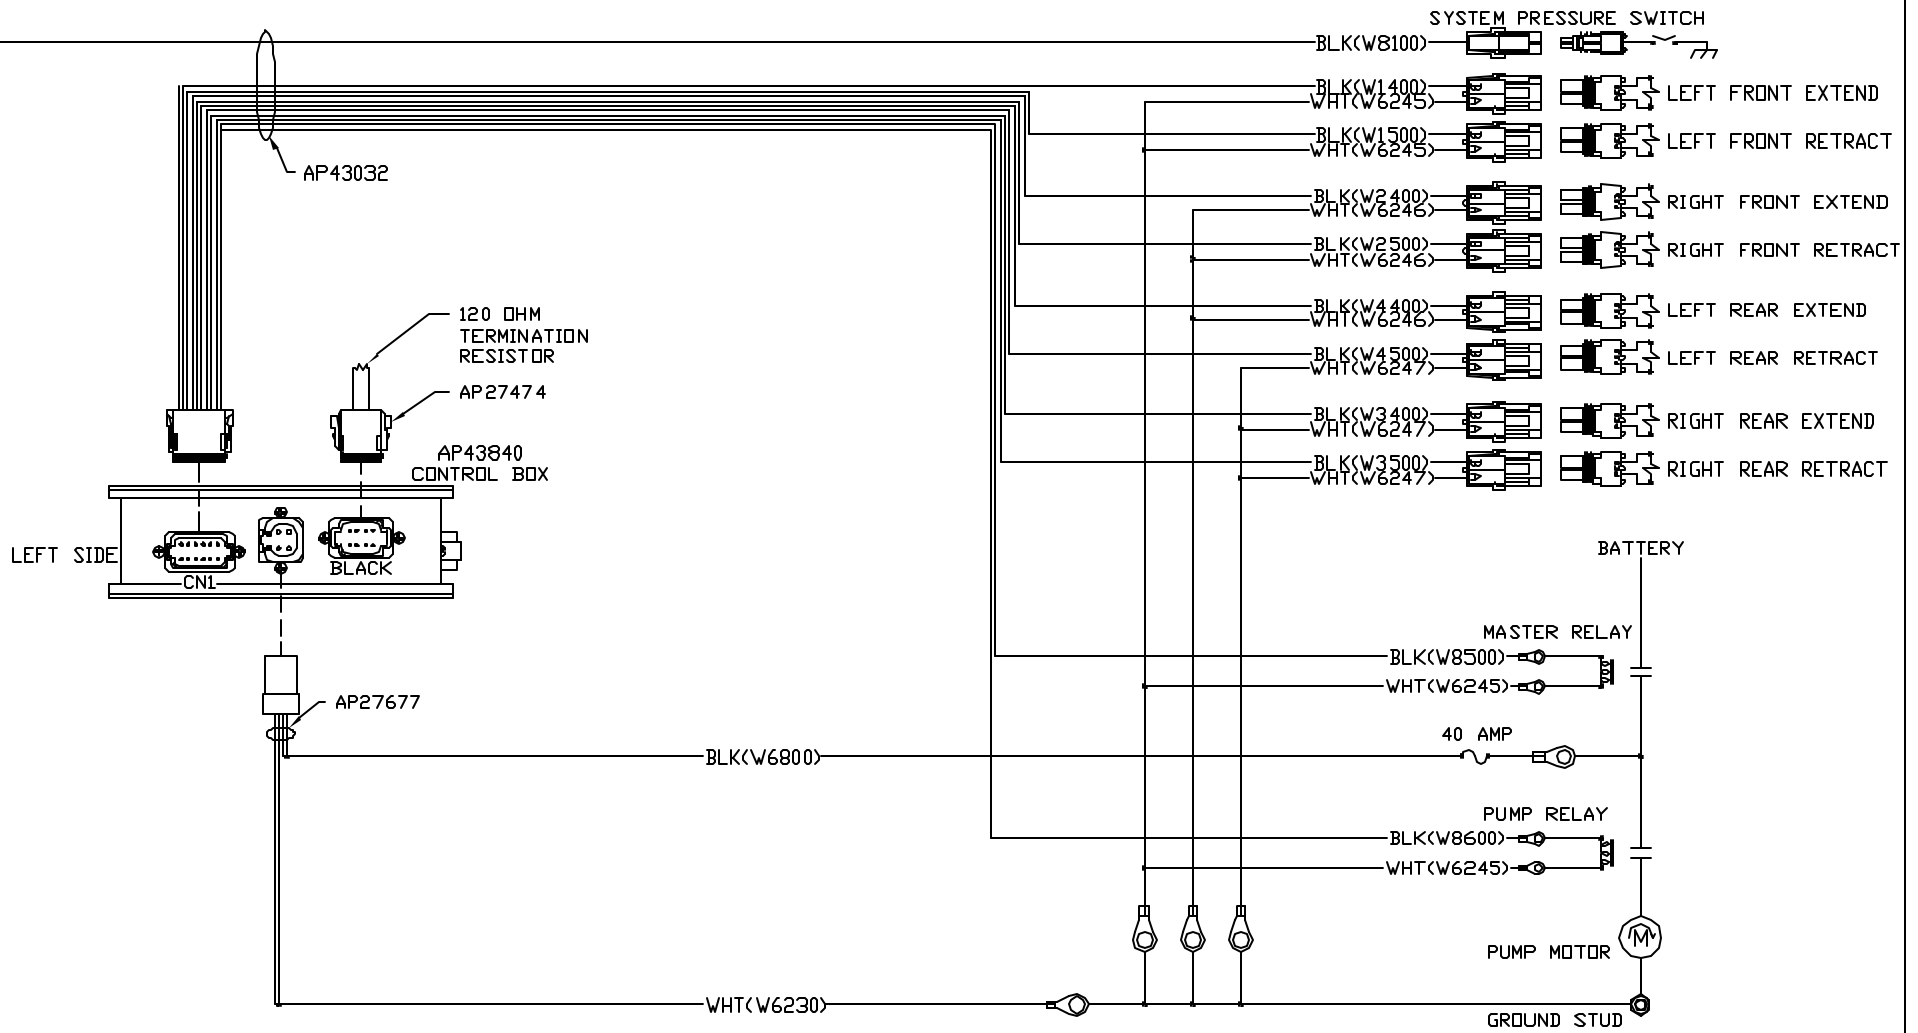 SYSTEM PRESSURE SWITCH
BLK(W8100)
BLK(W1400)
WHT(W6245)
B
A
LEFT FRONT EXTEND
BLK(W1500)
WHT(W6245)
B
A
LEFT FRONT RETRACT
AP43032
BLK(W2400)
WHT(W6246)
B
A
RIGHT FRONT EXTEND
BLK(W2500)
WHT(W6246)
B
A
RIGHT FRONT RETRACT
BLK(W4400)
WHT(W6246)
B
A
LEFT REAR EXTEND
120 OHM
TERMINATION
RESISTOR
BLK(W4500)
WHT(W6247)
B
A
LEFT REAR RETRACT
AP27474
BLK(W3400)
WHT(W6247)
B
A
RIGHT REAR EXTEND
AP43840
CONTROL BOX
BLK(W3500)
WHT(W6247)
B
A
RIGHT REAR RETRACT
LEFT SIDE
CN1
BLACK
BATTERY
MASTER RELAY
BLK(W8500)
WHT(W6245)
AP27677
40 AMP
BLK(W6800)
PUMP RELAY
BLK(W8600)
WHT(W6245)
M
PUMP MOTOR
WHT(W6230)
GROUND STUD